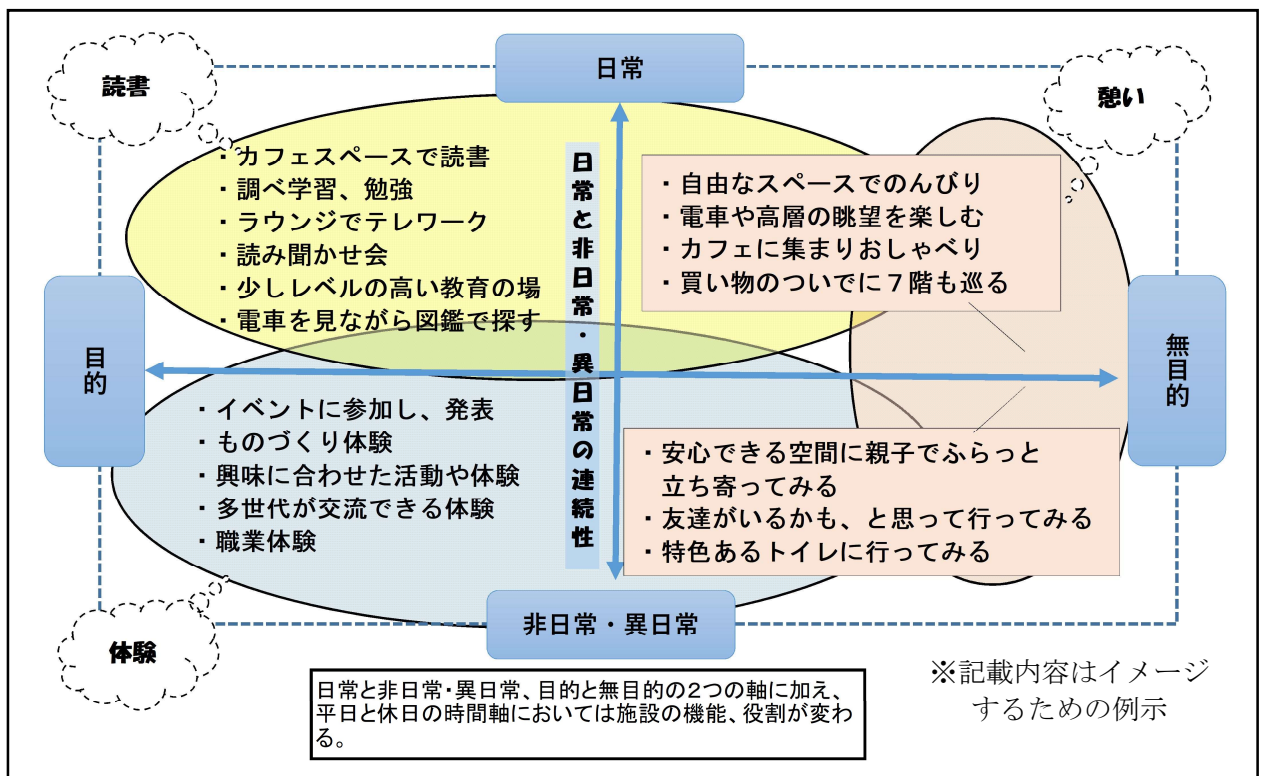 日常
読書
憩い
・カフェスペースで読書
・調べ学習、勉強
・ラウンジでテレワーク
・読み聞かせ会
・少しレベルの高い教育の場
・電車を見ながら図鑑で探す
日常と非日常・異日常の連続性
・自由なスペースでのんびり
・電車や高層の眺望を楽しむ
・カフェに集まりおしゃべり
・買い物のついでに７階も巡る
目的
無目的
・イベントに参加し、発表
・ものづくり体験
・興味に合わせた活動や体験
・多世代が交流できる体験
・職業体験
・安心できる空間に親子でふらっと
立ち寄ってみる
・友達がいるかも、と思って行ってみる
・特色あるトイレに行ってみる
体験
非日常・異日常
日常と非日常・異日常、目的と無目的の２つの軸に加え、
平日と休日の時間軸においては施設の機能、役割が変わ
る。
※記載内容はイメージ
するための例示